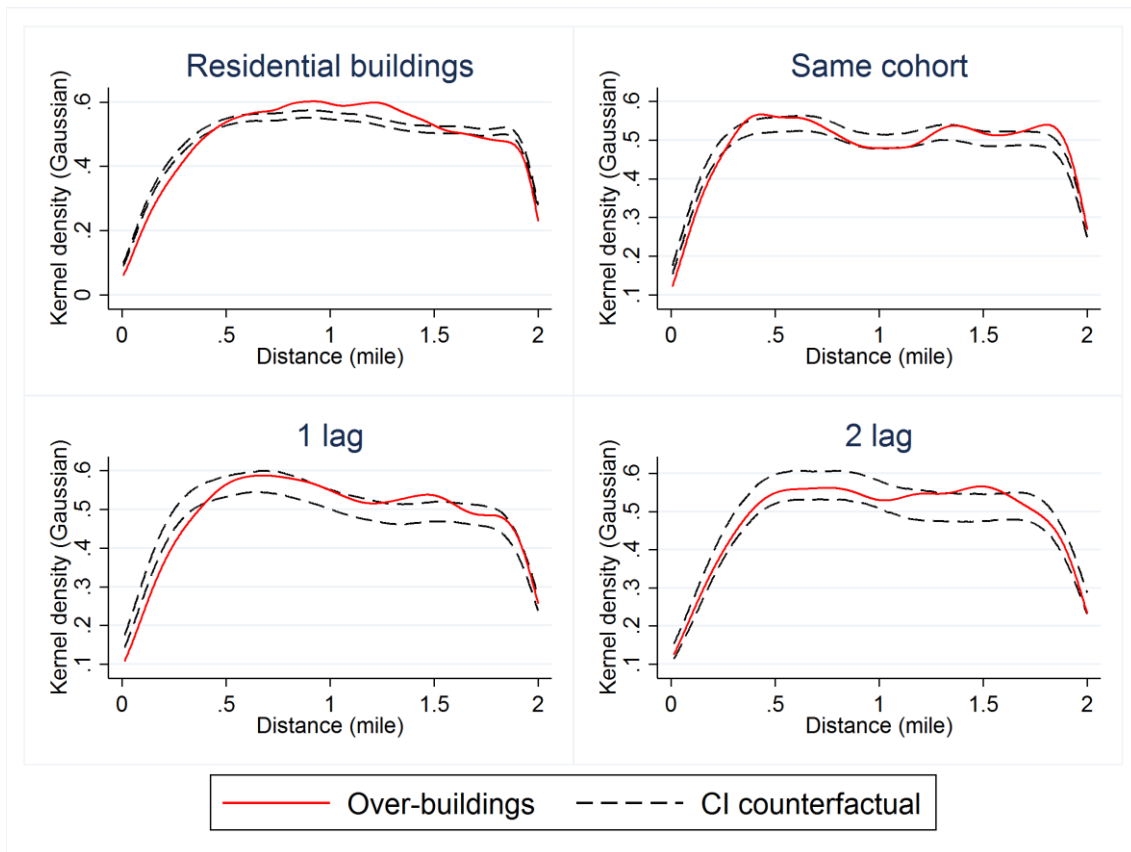 Residential buildings
Kernel density (Gaussian)
.6
.4
.2
0
0 .5 1 1.5 2
Distance (mile)
Same cohort
Kernel density (Gaussian)
.6
.5
.4
.3
.2
.1
0 .5 1 1.5 2
Distance (mile)
1 lag
Kernel density (Gaussian)
.6
.5
.4
.3
.2
.1
0 .5 1 1.5 2
Distance (mile)
2 lag
Kernel density (Gaussian)
.6
.5
.4
.3
.2
.1
0 .5 1 1.5 2
Distance (mile)
Over-buildings CI counterfactual